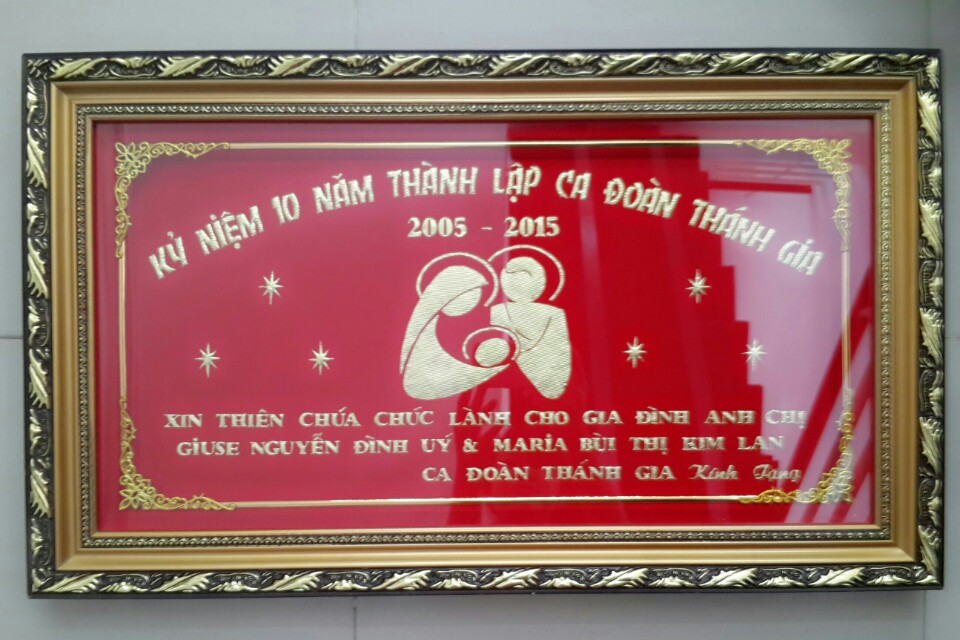 KỶ NIỆM 10 NĂM THÀNH LẬP CA ĐOÀN THÁNH GIA
2005 - 2015
XIN THIÊN CHÚA CHÚC LÀNH CHO GIA ĐÌNH ANH CHỊ
GIUSE NGUYỄN ĐÌNH UÝ & MARIA BÙI THỊ KIM LAN
CA ĐOÀN THÁNH GIA Kính Tặng